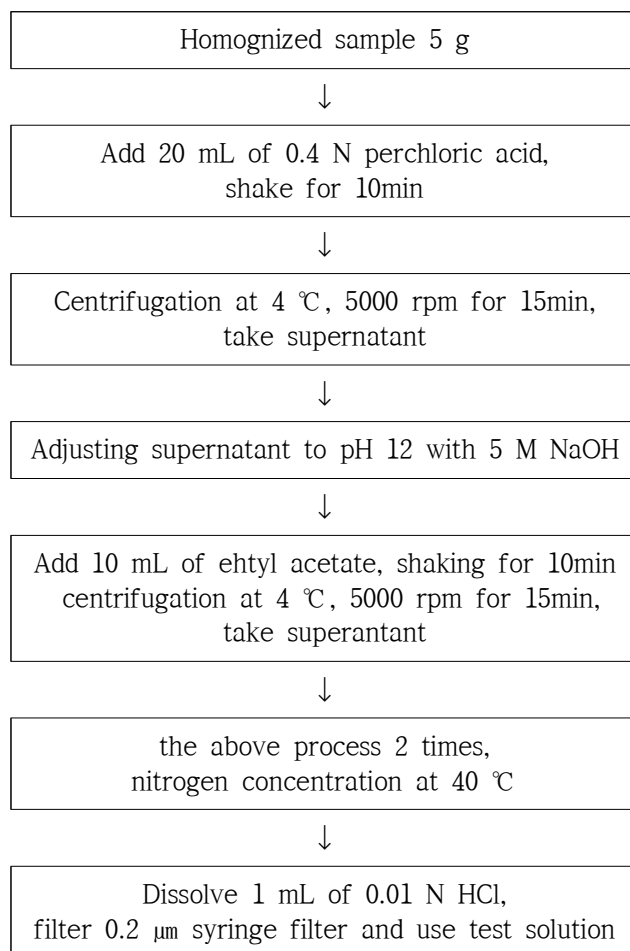 Homognized sample 5 g
↓
Add 20 mL of 0.4 N perchloric acid,
shake for 10min
↓
Centrifugation at 4 ℃, 5000 rpm for 15min,
take supernatant
↓
Adjusting supernatant to pH 12 with 5 M NaOH
↓
Add 10 mL of ehtyl acetate, shaking for 10min
centrifugation at 4 ℃, 5000 rpm for 15min,
take superantant
↓
the above process 2 times,
nitrogen concentration at 40 ℃
↓
Dissolve 1 mL of 0.01 N HCl,
filter 0.2 ㎛ syringe filter and use test solution